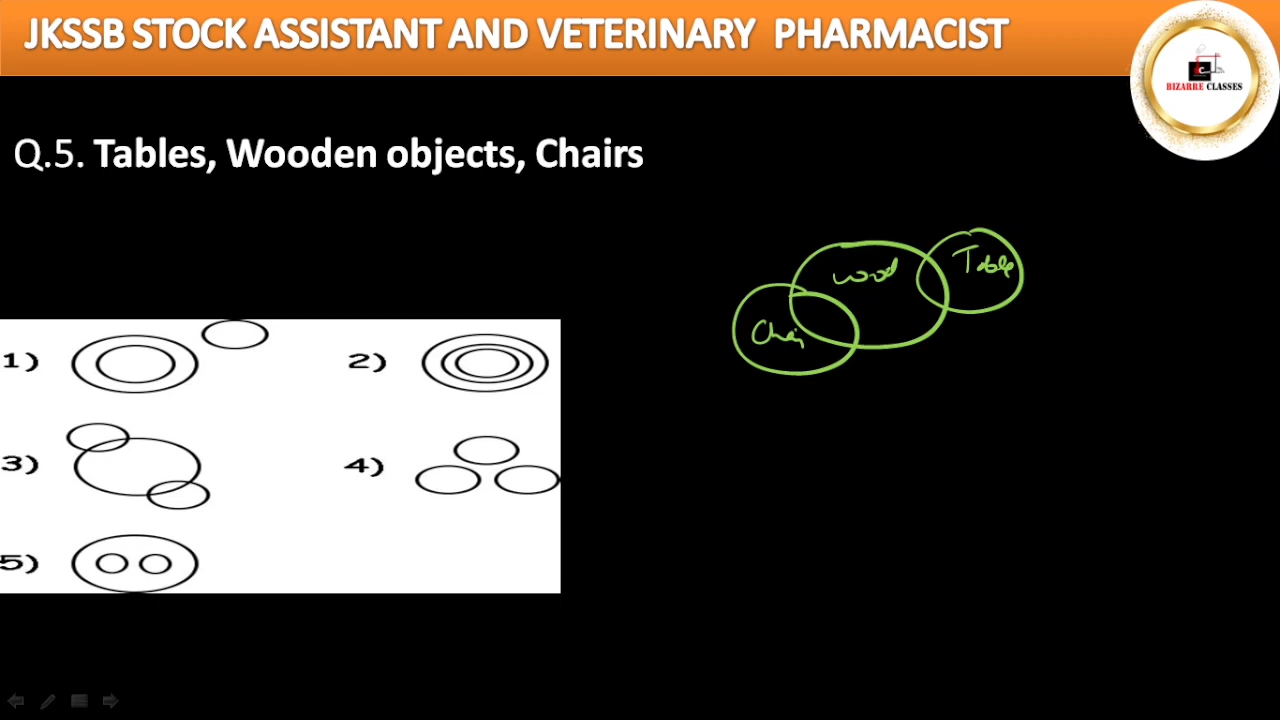 JKSSB STOCK ASSISTANT AND VETERINARY PHARMACIST
BIZARRE CLASSES
Q.5. Tables, Wooden objects, Chairs
wood
Table
Chair
1)
2)
3)
4)
5)